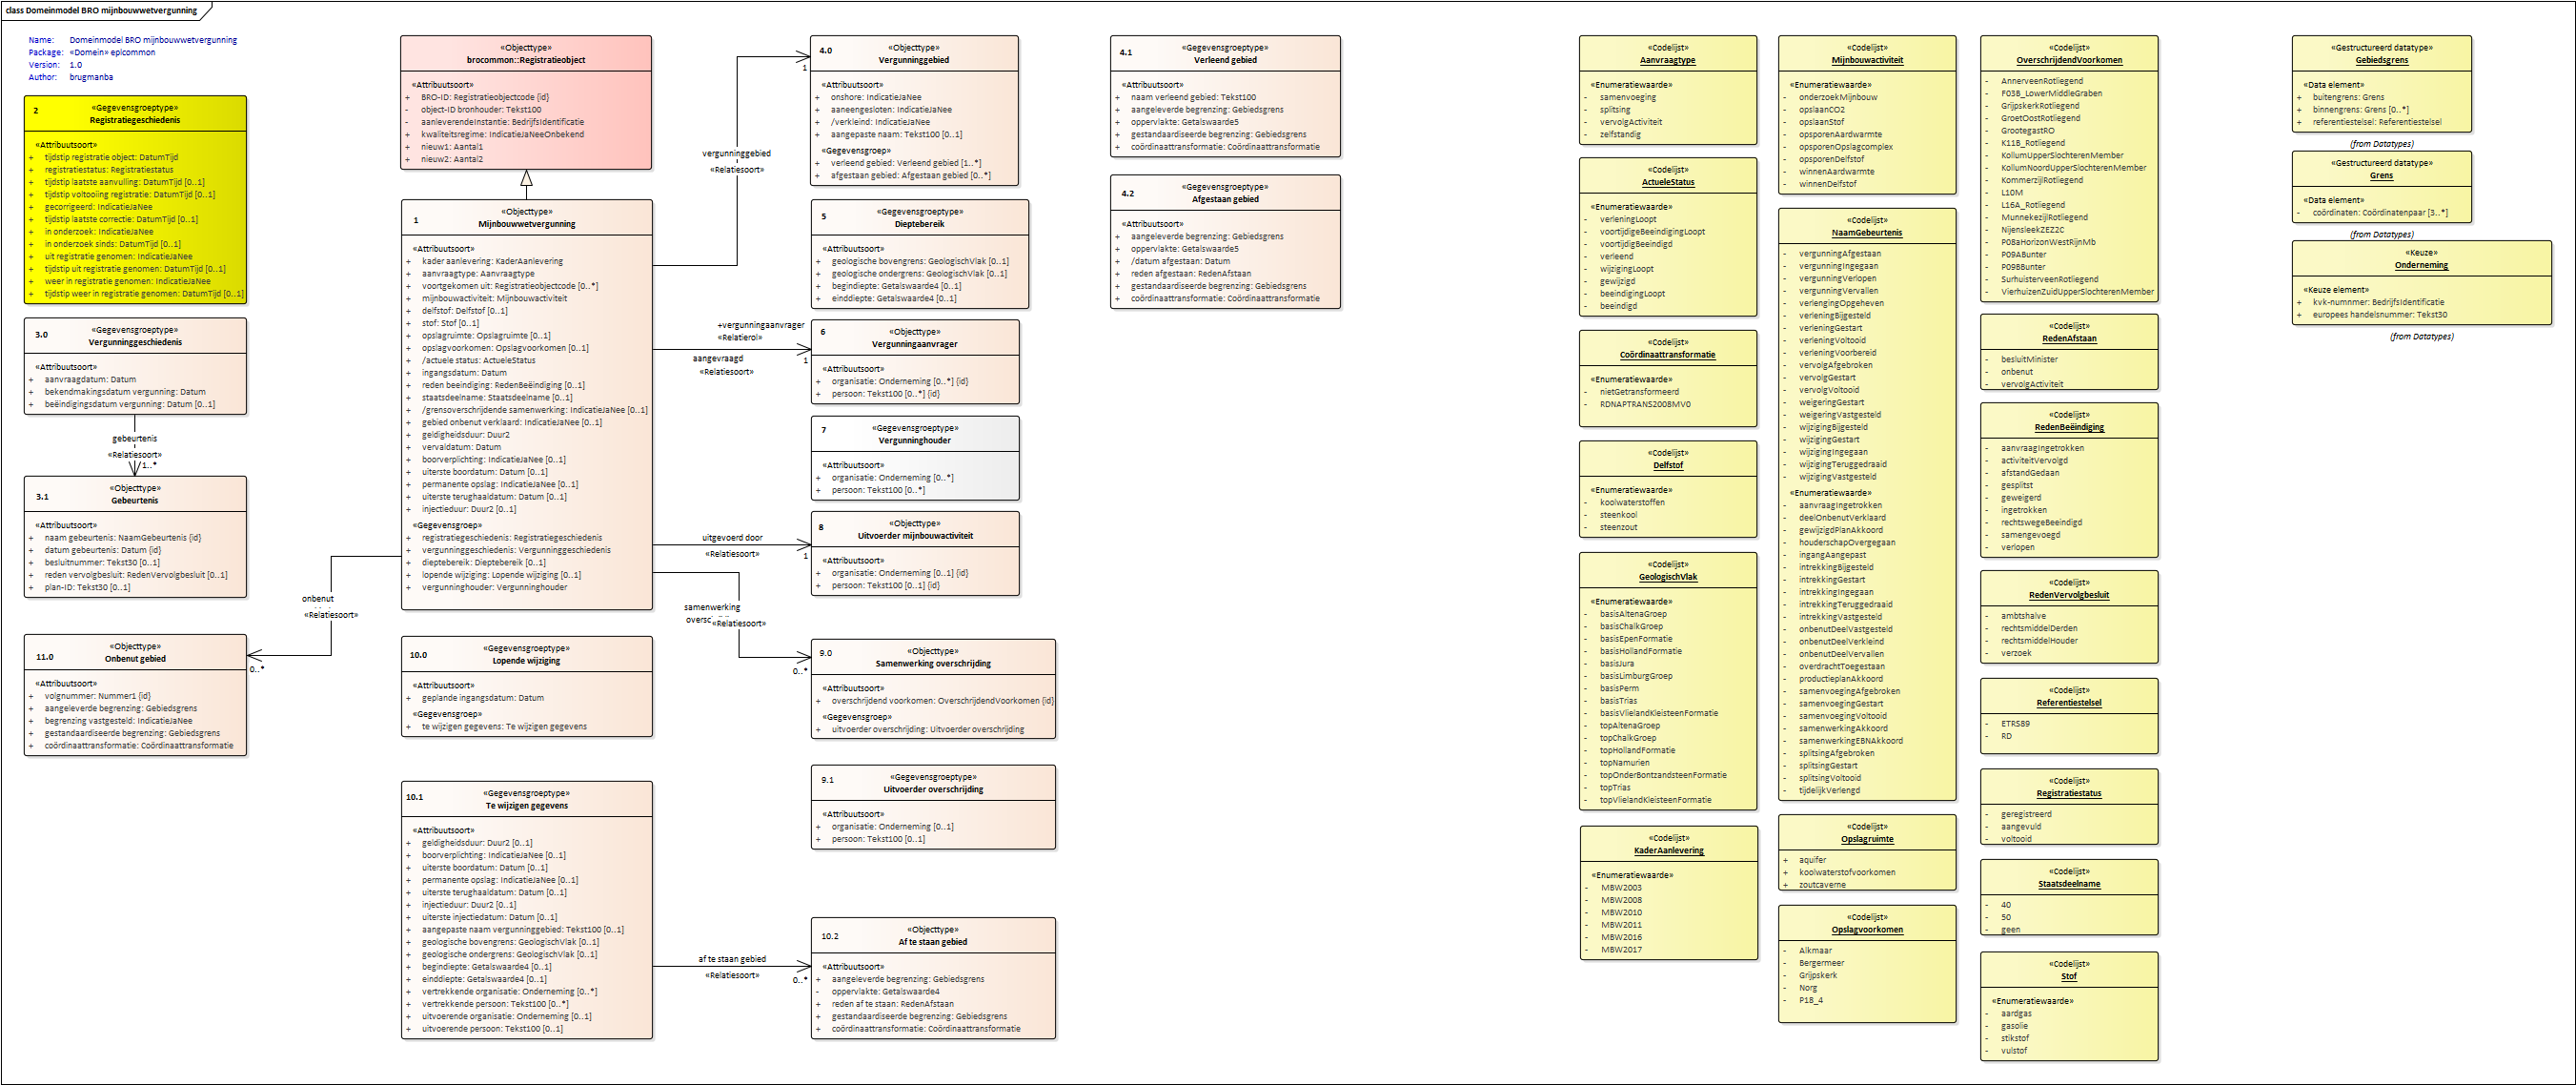 class Domeinmodel BRO mijnbouwwetvergunning
Name: Domeinmodel BRO mijnbouwwetvergunning
Package: «Domein» eplcommon
Version: 1.0
Author: brugmanba
2
«Gegevensgroeptype»
Registratiegeschiedenis
«Attribuutsoort»
+ tijdstip registratie object: DatumTijd
+ registratiestatus: Registratiestatus
+ tijdstip laatste aanvulling: DatumTijd [0..1]
+ tijdstip voltooiing registratie: DatumTijd [0..1]
+ gecorrigeerd: IndicatieJaNee
+ tijdstip laatste correctie: DatumTijd [0..1]
+ in onderzoek: IndicatieJaNee
+ in onderzoek sinds: DatumTijd [0..1]
+ uit registratie genomen: IndicatieJaNee
+ tijdstip uit registratie genomen: DatumTijd [0..1]
+ weer in registratie genomen: IndicatieJaNee
+ tijdstip weer in registratie genomen: DatumTijd [0..1]
3.0
«Gegevensgroeptype»
Vergunninggeschiedenis
«Attribuutsoort»
+ aanvraagdatum: Datum
+ bekendmakingsdatum vergunning: Datum
+ beëindigingsdatum vergunning: Datum [0..1]
gebeurtenis
«Relatiesoort»
1..*
3.1
«Objecttype»
Gebeurtenis
«Attribuutsoort»
+ naam gebeurtenis: NaamGebeurtenis {id}
+ datum gebeurtenis: Datum {id}
+ besluitnummer: Tekst30 [0..1]
+ reden vervolgbesluit: RedenVervolgbesluit [0..1]
+ plan-ID: Tekst30 [0..1]
11.0
«Objecttype»
Onbenut gebied
«Attribuutsoort»
+ volgnummer: Nummer1 {id}
+ aangeleverde begrenzing: Gebiedsgrens
+ begrenzing vastgesteld: IndicatieJaNee
+ gestandaardiseerde begrenzing: Gebiedsgrens
+ coördinaattransformatie: Coördinaattransformatie
onbenut
«Relatiesoort»
0..*
«Objecttype»
brocommon::Registratieobject
«Attribuutsoort»
+ BRO-ID: Registratieobjectcode {id}
- object-ID bronhouder: Tekst100
- aanleverendeInstantie: BedrijfsIdentificatie
+ kwaliteitsregime: IndicatieJaNeeOnbekend
+ nieuw1: Aantal1
+ nieuw2: Aantal2
1
«Objecttype»
Mijnbouwwetvergunning
«Attribuutsoort»
+ kader aanlevering: KaderAanlevering
+ aanvraagtype: Aanvraagtype
+ voortgekomen uit: Registratieobjectcode [0..*]
+ mijnbouwactiviteit: Mijnbouwactiviteit
+ delfstof: Delfstof [0..1]
+ stof: Stof [0..1]
+ opslagruimte: Opslagruimte [0..1]
+ opslagvoorkomen: Opslagvoorkomen [0..1]
+ /actuele status: ActueleStatus
+ ingangsdatum: Datum
+ reden beeindiging: RedenBeëindiging [0..1]
+ staatsdeelname: Staatsdeelname [0..1]
+ /grensoverschrijdende samenwerking: IndicatieJaNee [0..1]
+ gebied onbenut verklaard: IndicatieJaNee [0..1]
+ geldigheidsduur: Duur2
+ vervaldatum: Datum
+ boorverplichting: IndicatieJaNee [0..1]
+ uiterste boordatum: Datum [0..1]
+ permanente opslag: IndicatieJaNee [0..1]
+ uiterste terughaaldatum: Datum [0..1]
+ injectieduur: Duur2 [0..1]
«Gegevensgroep»
+ registratiegeschiedenis: Registratiegeschiedenis
+ vergunninggeschiedenis: Vergunninggeschiedenis
+ dieptebereik: Dieptebereik [0..1]
+ lopende wijziging: Lopende wijziging [0..1]
+ vergunninghouder: Vergunninghouder
10.0
«Gegevensgroeptype»
Lopende wijziging
«Attribuutsoort»
+ geplande ingangsdatum: Datum
«Gegevensgroep»
+ te wijzigen gegevens: Te wijzigen gegevens
10.1
«Gegevensgroeptype»
Te wijzigen gegevens
«Attribuutsoort»
+ geldigheidsduur: Duur2 [0..1]
+ boorverplichting: IndicatieJaNee [0..1]
+ uiterste boordatum: Datum [0..1]
+ permanente opslag: IndicatieJaNee [0..1]
+ uiterste terughaaldatum: Datum [0..1]
+ injectieduur: Duur2 [0..1]
+ uiterste injectiedatum: Datum [0..1]
+ aangepaste naam vergunninggebied: Tekst100 [0..1]
+ geologische bovengrens: GeologischVlak [0..1]
+ geologische ondergrens: GeologischVlak [0..1]
+ begindiepte: Getalswaarde4 [0..1]
+ einddiepte: Getalswaarde4 [0..1]
+ vertrekkende organisatie: Onderneming [0..*]
+ vertrekkende persoon: Tekst100 [0..*]
+ uitvoerende organisatie: Onderneming [0..1]
+ uitvoerende persoon: Tekst100 [0..1]
vergunninggebied
«Relatiesoort»
1
+vergunningaanvrager
«Relatierol»
aangevraagd
«Relatiesoort»
1
uitgevoerd door
«Relatiesoort»
1
samenwerking
«Relatiesoort»
0..*
af te staan gebied
«Relatiesoort»
0..*
4.0
«Objecttype»
Vergunninggebied
«Attribuutsoort»
+ onshore: IndicatieJaNee
+ aaneengesloten: IndicatieJaNee
+ /verkleind: IndicatieJaNee
+ aangepaste naam: Tekst100 [0..1]
«Gegevensgroep»
+ verleend gebied: Verleend gebied [1..*]
+ afgestaan gebied: Afgestaan gebied [0..*]
5
«Gegevensgroeptype»
Dieptebereik
«Attribuutsoort»
+ geologische bovengrens: GeologischVlak [0..1]
+ geologische ondergrens: GeologischVlak [0..1]
+ begindiepte: Getalswaarde4 [0..1]
+ einddiepte: Getalswaarde4 [0..1]
6
«Objecttype»
Vergunningaanvrager
«Attribuutsoort»
+ organisatie: Onderneming [0..*] {id}
+ persoon: Tekst100 [0..*] {id}
7
«Gegevensgroeptype»
Vergunninghouder
«Attribuutsoort»
+ organisatie: Onderneming [0..*]
+ persoon: Tekst100 [0..*]
8
«Objecttype»
Uitvoerder mijnbouwactiviteit
«Attribuutsoort»
+ organisatie: Onderneming [0..1] {id}
+ persoon: Tekst100 [0..1] {id}
9.0
«Objecttype»
Samenwerking overschrijding
«Attribuutsoort»
+ overschrijdend voorkomen: OverschrijdendVoorkomen {id}
«Gegevensgroep»
+ uitvoerder overschrijding: Uitvoerder overschrijding
9.1
«Gegevensgroeptype»
Uitvoerder overschrijding
«Attribuutsoort»
+ organisatie: Onderneming [0..1]
+ persoon: Tekst100 [0..1]
10.2
«Objecttype»
Af te staan gebied
«Attribuutsoort»
+ aangeleverde begrenzing: Gebiedsgrens
- oppervlakte: Getalswaarde4
+ reden af te staan: RedenAfstaan
+ gestandaardiseerde begrenzing: Gebiedsgrens
+ coördinaattransformatie: Coördinaattransformatie
4.1
«Gegevensgroeptype»
Verleend gebied
«Attribuutsoort»
+ naam verleend gebied: Tekst100
+ aangeleverde begrenzing: Gebiedsgrens
+ oppervlakte: Getalswaarde5
+ gestandaardiseerde begrenzing: Gebiedsgrens
+ coördinaattransformatie: Coördinaattransformatie
4.2
«Gegevensgroeptype»
Afgestaan gebied
«Attribuutsoort»
+ aangeleverde begrenzing: Gebiedsgrens
+ oppervlakte: Getalswaarde5
+ /datum afgestaan: Datum
+ reden afgestaan: RedenAfstaan
+ gestandaardiseerde begrenzing: Gebiedsgrens
+ coördinaattransformatie: Coördinaattransformatie
«Codelijst»
Aanvraagtype
«Enumeratiewaarde»
- samenvoeging
- splitsing
- vervolgActiviteit
- zelfstandig
«Codelijst»
ActueleStatus
«Enumeratiewaarde»
- verleningLoopt
- voortijdigeBeeindigingLoopt
- voortijdigBeeindigd
- verleend
- wijzigingLoopt
- gewijzigd
- beeindigingLoopt
- beeindigd
«Codelijst»
Coördinaattransformatie
«Enumeratiewaarde»
- nietGetransformeerd
- RDNAPTRANS2008MV0
«Codelijst»
Delfstof
«Enumeratiewaarde»
- koolwaterstoffen
- steenkool
- steenzout
«Codelijst»
GeologischVlak
«Enumeratiewaarde»
- basisAltenaGroep
- basisChalkGroep
- basisEpenFormatie
- basisHollandFormatie
- basisJura
- basisLimburgGroep
- basisPerm
- basisTrias
- basisVlielandKleisteenFormatie
- topAltenaGroep
- topChalkGroep
- topHollandFormatie
- topNamurien
- topOnderBontzandsteenFormatie
- topTrias
- topVlielandKleisteenFormatie
«Codelijst»
KaderAanlevering
«Enumeratiewaarde»
- MBW2003
- MBW2008
- MBW2010
- MBW2011
- MBW2016
- MBW2017
«Codelijst»
Mijnbouwactiviteit
«Enumeratiewaarde»
- onderzoekMijnbouw
- opslaanCO2
- opslaanStof
- opsporenAardwarmte
- opsporenOpslagcomplex
- opsporenDelfstof
- winnenAardwarmte
- winnenDelfstof
«Codelijst»
NaamGebeurtenis
- vergunningAfgestaan
- vergunningIngegaan
- vergunningVerlopen
- vergunningVervallen
- verlengingOpgeheven
- verleningBijgesteld
- verleningGestart
- verleningVoltooid
- verleningVoorbereid
- vervolgAfgebroken
- vervolgGestart
- vervolgVoltooid
- weigeringGestart
- weigeringVastgesteld
- wijzigingBijgesteld
- wijzigingGestart
- wijzigingIngegaan
- wijzigingTeruggedraaid
- wijzigingVastgesteld
«Enumeratiewaarde»
- aanvraagIngetrokken
- deelOnbenutVerklaard
- gewijzigdPlanAkkoord
- houderschapOvergegaan
- ingangAangepast
- intrekkingBijgesteld
- intrekkingGestart
- intrekkingIngegaan
- intrekkingTeruggedraaid
- intrekkingVastgesteld
- onbenutDeelVastgesteld
- onbenutDeelVerkleind
- onbenutDeelVervallen
- overdrachtToegestaan
- productieplanAkkoord
- samenvoegingAfgebroken
- samenvoegingGestart
- samenvoegingVoltooid
- samenwerkingAkkoord
- samenwerkingEBNAkkoord
- splitsingAfgebroken
- splitsingGestart
- splitsingVoltooid
- tijdelijkVerlengd
«Codelijst»
Opslagruimte
+ aquifer
+ koolwaterstofvoorkomen
+ zoutcaverne
«Codelijst»
Opslagvoorkomen
- Alkmaar
- Bergermeer
- Grijpskerk
- Norg
- P18_4
«Codelijst»
OverschrijdendVoorkomen
- AnnerveenRotliegend
- F03B_LowerMiddleGraben
- GrijpskerkRotliegend
- GroetOostRotliegend
- GrootegastRO
- K11B_Rotliegend
- KollumUpperSlochterenMember
- KollumNoordUpperSlochterenMember
- KommerzijlRotliegend
- L10M
- L16A_Rotliegend
- MunnekezijlRotliegend
- NijensleekZEZ2C
- P08aHorizonWestRijnMb
- P09ABunter
- P09BBunter
- SurhuisterveenRotliegend
- VierhuizenZuidUpperSlochterenMember
«Codelijst»
RedenAfstaan
- besluitMinister
- onbenut
- vervolgActiviteit
«Codelijst»
RedenBeëindiging
- aanvraagIngetrokken
- activiteitVervolgd
- afstandGedaan
- gesplitst
- geweigerd
- ingetrokken
- rechtswegeBeeindigd
- samengevoegd
- verlopen
«Codelijst»
RedenVervolgbesluit
- ambtshalve
- rechtsmiddelDerden
- rechtsmiddelHouder
- verzoek
«Codelijst»
Referentiestelsel
- ETRS89
- RD
«Codelijst»
Registratiestatus
- geregistreerd
- aangevuld
- voltooid
«Codelijst»
Staatsdeelname
- 40
- 50
- geen
«Codelijst»
Stof
«Enumeratiewaarde»
- aardgas
- gasolie
- stikstof
- vulstof
«Gestructureerd datatype»
Gebiedsgrens
«Data element»
+ buitengrens: Grens
+ binnengrens: Grens [0..*]
+ referentiestelsel: Referentiestelsel
(from Datatypes)
«Gestructureerd datatype»
Grens
«Data element»
- coördinaten: Coördinatenpaar [3..*]
(from Datatypes)
«Keuze»
Onderneming
«Keuze element»
+ kvk-numnmer: BedrijfsIdentificatie
+ europees handelsnummer: Tekst30
(from Datatypes)